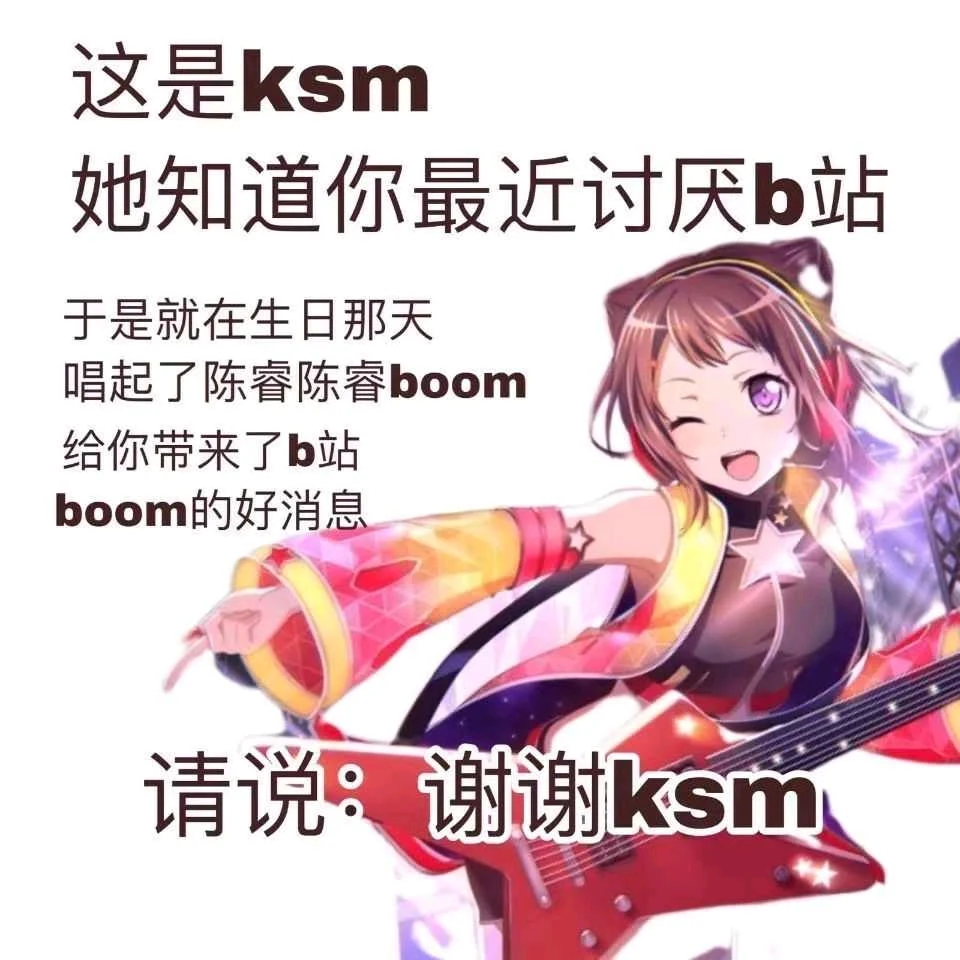 这是ksm
她知道你最近讨厌b站
于是就在生日那天
唱起了陈睿陈睿boom
给你带来了b站
boom的好消息
请说：谢谢ksm